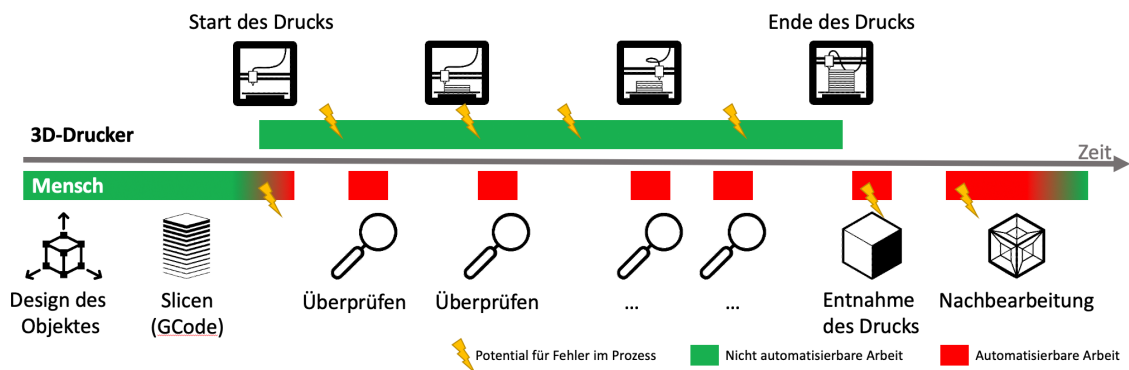 Start des Drucks
Ende des Drucks
3D-Drucker
Zeit
Mensch
Design des
Objektes
Slicen
(GCode)
Überprüfen
Überprüfen
...
...
Entnahme
des Drucks
Nachbearbeitung
Potential für Fehler im Prozess
Nicht automatisierbare Arbeit
Automatisierbare Arbeit